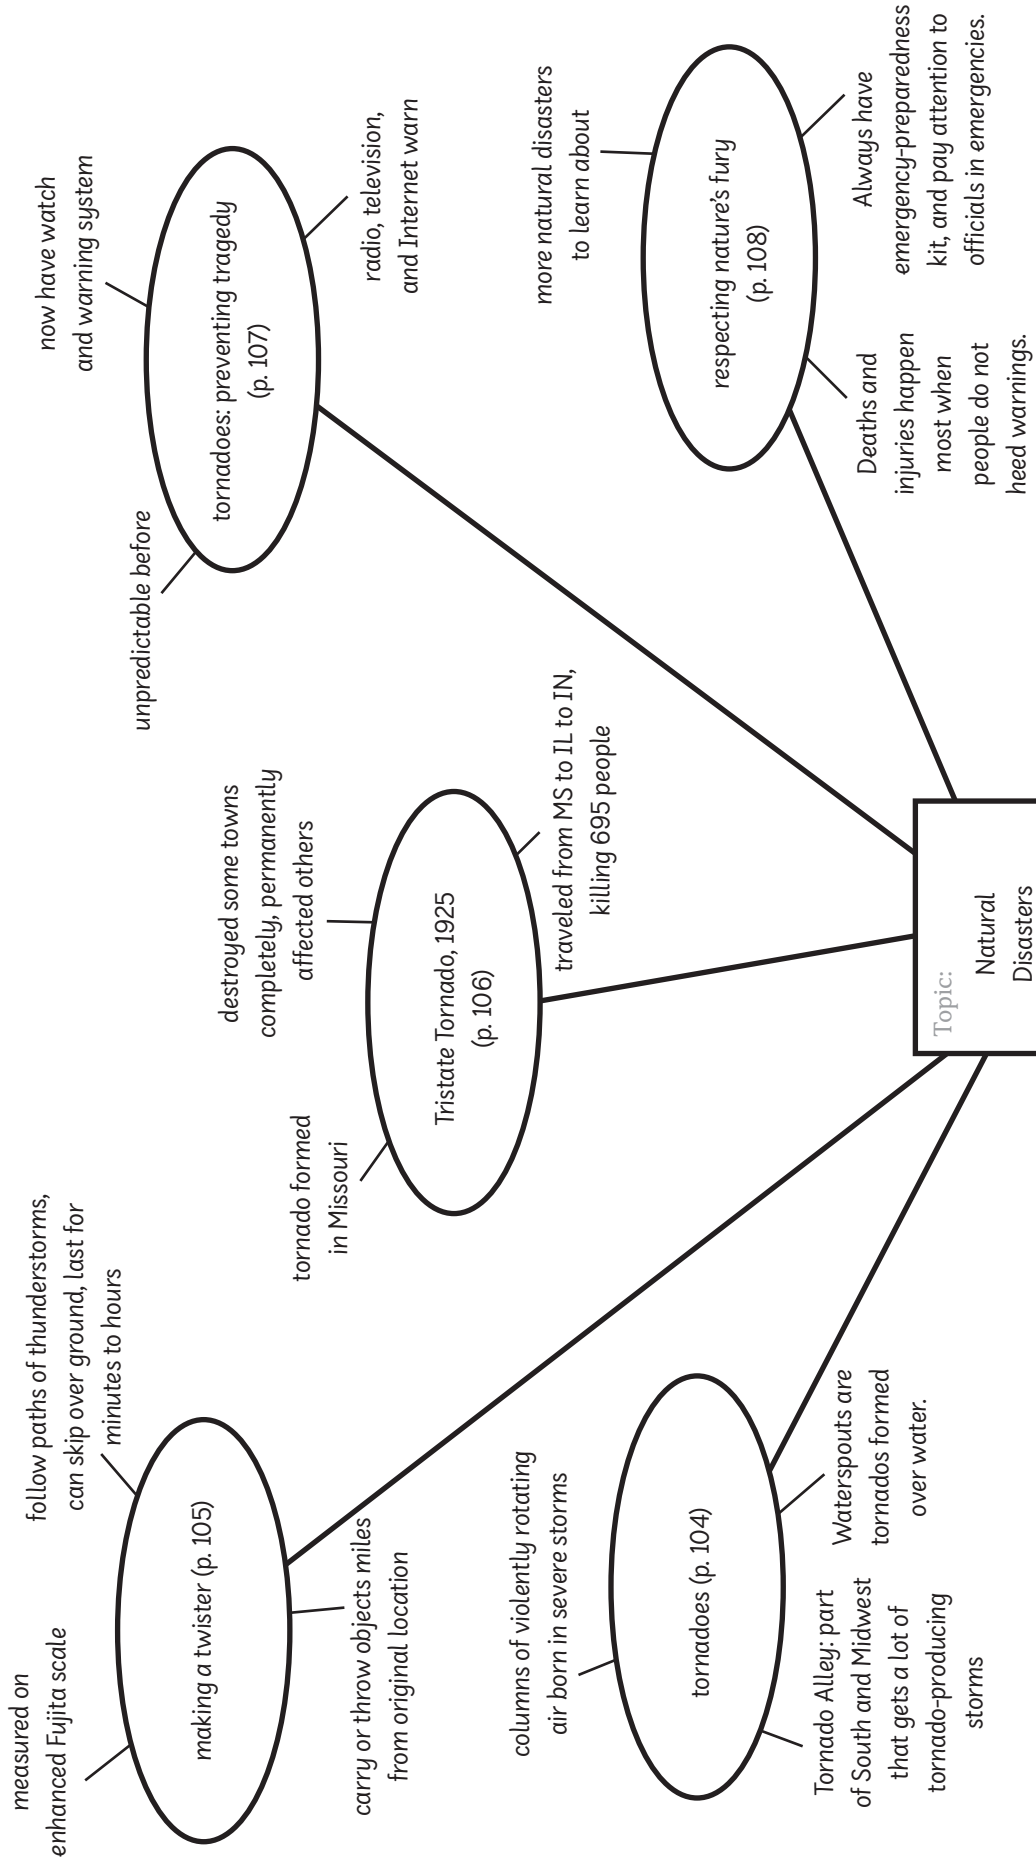 measured on
enhanced Fujita scale
follow paths of thunderstorms,
can skip over ground, last for
minutes to hours
making a twister (p. 105)
carry or throw objects miles
from original location
columns of violently rotating
air born in severe storms
tornadoes (p. 104)
Tornado Alley: part
of South and Midwest
that gets a lot of
tornado-producing
storms
Waterspouts are
tornados formed
over water.
tornado formed
in Missouri
destroyed some towns
completely, permanently
affected others
Tristate Tornado, 1925
(p. 106)
traveled from MS to IL to IN,
killing 695 people
unpredictable before
now have watch
and warning system
tornadoes: preventing tragedy
(p. 107)
radio, television,
and Internet warn
more natural disasters
to learn about
respecting nature's fury
(p. 108)
Deaths and
injuries happen
most when
people do not
heed warnings.
Always have
emergency-preparedness
kit, and pay attention to
officials in emergencies.
Topic:
Natural
Disasters